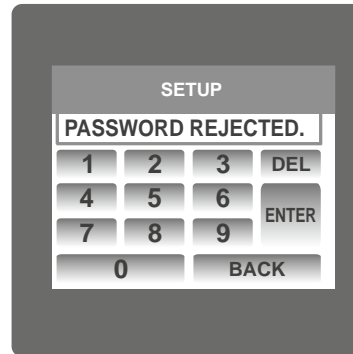 SETUP
PASSWORD REJECTED.
1 2 3 DEL
4 5 6 ENTER
7 8 9
0 BACK